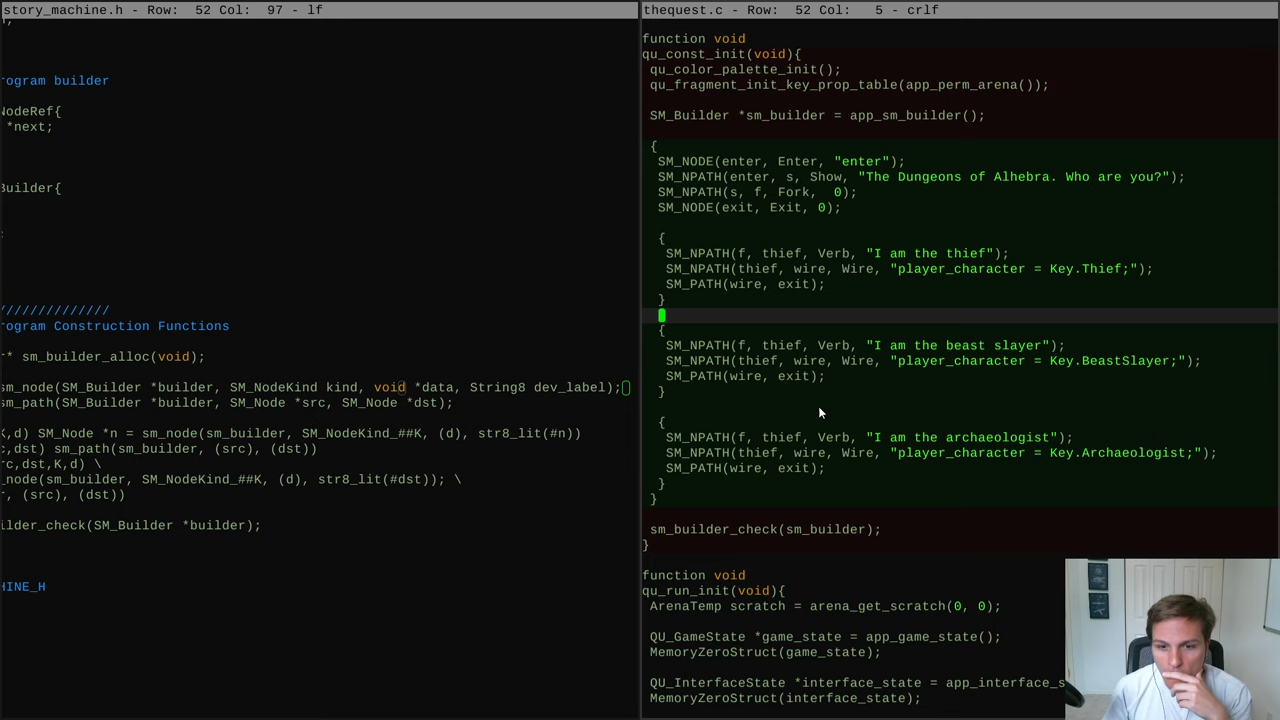 story_machine.h - Row: 52 Col: 97 - lf
rogram builder
NodeRef{
*next;
Builder{
;
//////////////
rogram Construction Functions
r* sm_builder_alloc(void);
sm_node(SM_Builder *builder, SM_NodeKind kind, void *data, String8 dev_label);
sm_path(SM_Builder *builder, SM_Node *src, SM_Node *dst);
K,d) SM_Node *n = sm_node(sm_builder, SM_NodeKind_##K, (d), str8_lit(#n))
c,dst) sm_path(sm_builder, (src), (dst))
rc,dst,K,d) \
_node(sm_builder, SM_NodeKind_##K, (d), str8_lit(#dst)); \
r, (src), (dst))
ilder_check(SM_Builder *builder);
HINE_H
thequest.c - Row: 52 Col: 5 - crlf
function void
qu_const_init(void){
qu_color_palette_init();
qu_fragment_init_key_prop_table(app_perm_arena());
SM_Builder *sm_builder = app_sm_builder();
{
SM_NODE(enter, Enter, "enter");
SM_NPATH(enter, s, Show, "The Dungeons of Alhebra. Who are you?");
SM_NPATH(s, f, Fork, 0);
SM_NODE(exit, Exit, 0);
{
SM_NPATH(f, thief, Verb, "I am the thief");
SM_NPATH(thief, wire, Wire, "player_character = Key.Thief;");
SM_PATH(wire, exit);
}
{
SM_NPATH(f, thief, Verb, "I am the beast slayer");
SM_NPATH(thief, wire, Wire, "player_character = Key.BeastSlayer;");
SM_PATH(wire, exit);
}
{
SM_NPATH(f, thief, Verb, "I am the archaeologist");
SM_NPATH(thief, wire, Wire, "player_character = Key.Archaeologist;");
SM_PATH(wire, exit);
}
}
sm_builder_check(sm_builder);
}
function void
qu_run_init(void){
ArenaTemp scratch = arena_get_scratch(0, 0);
QU_GameState *game_state = app_game_state();
MemoryZeroStruct(game_state);
QU_InterfaceState *interface_state = app_interface_s
MemoryZeroStruct(interface_state);